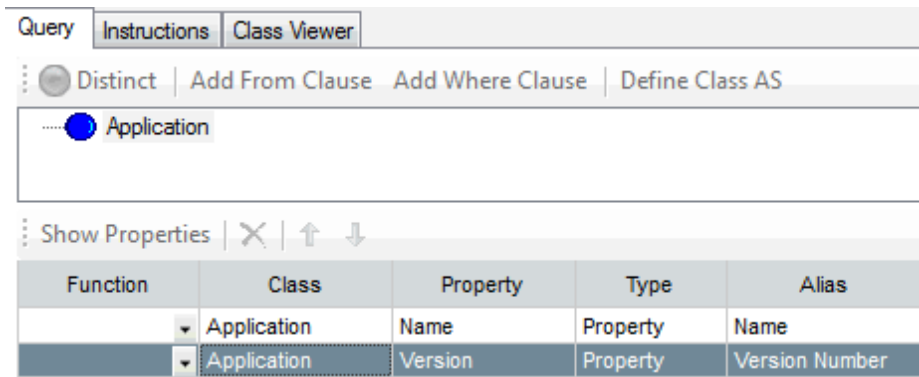 Query Instructions Class Viewer
Distinct Add From Clause Add Where Clause Define Class AS
Application
Show Properties
Function Class Property Type Alias
Application Name Property Name
Application Version Property Version Number